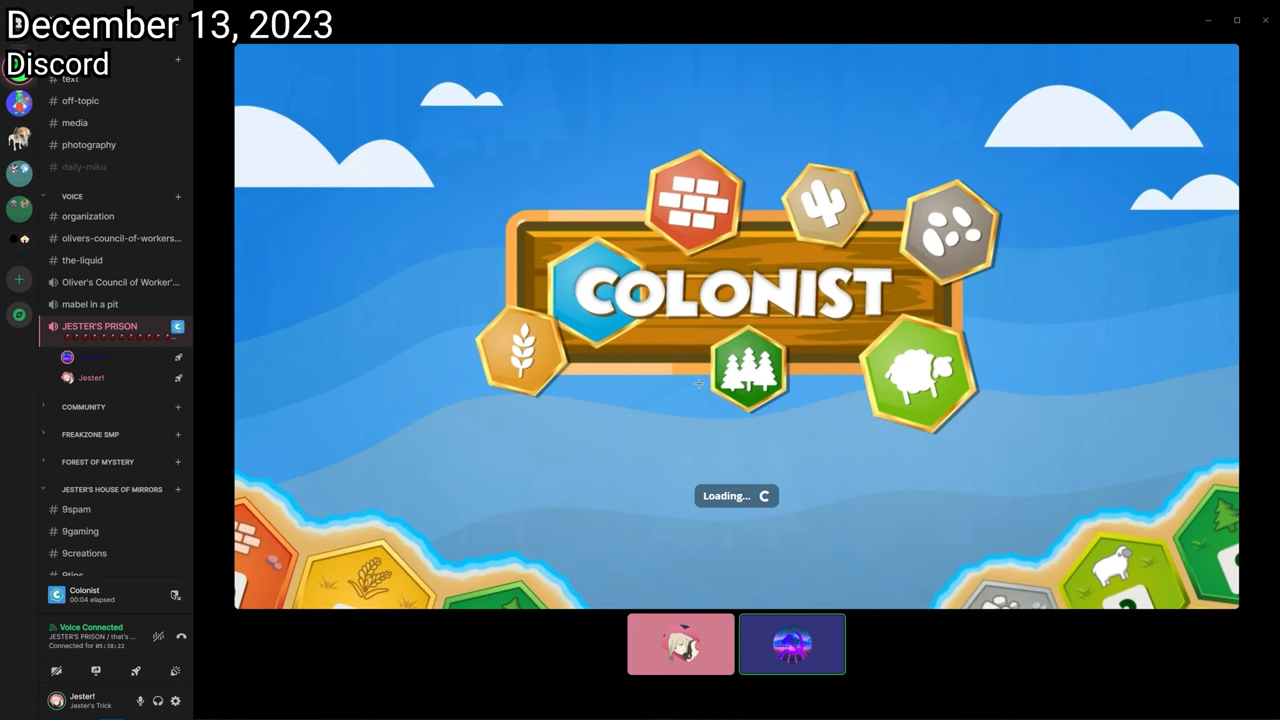 December 13, 2023
Discord
text
off-topic
media
photography
daily-miku
VOICE
organization
olivers-council-of-workers...
the-liquid
Oliver's Council of Worker'...
mabel in a pit
JESTER'S PRISON
Jester!
COMMUNITY
FREAKZONE SMP
FOREST OF MYSTERY
JESTER'S HOUSE OF MIRRORS
9spam
9gaming
9creations
9tips
Colonist
00:04 elapsed
Voice Connected
JESTER'S PRISON / that's ...
Connected for 05:38:22
Jester!
Jester's Trick
COLONIST
Loading...